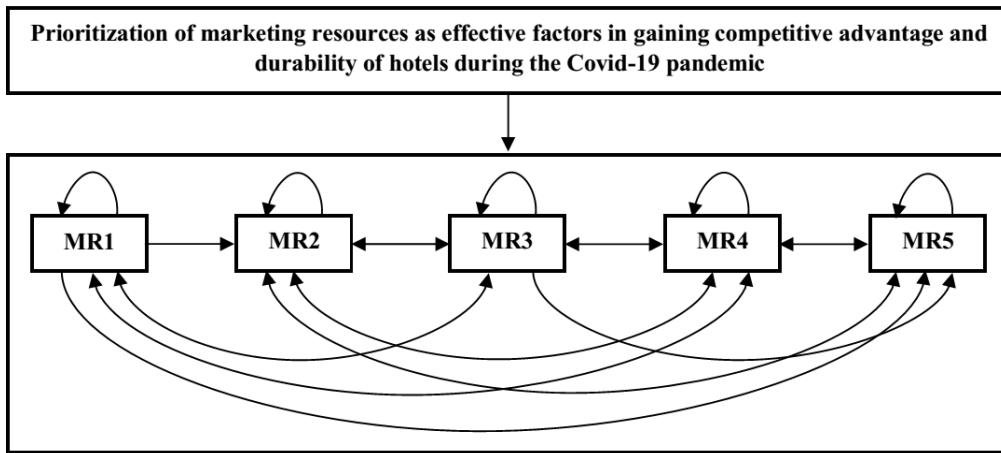 Prioritization of marketing resources as effective factors in gaining competitive advantage and
durability of hotels during the Covid-19 pandemic
MR1 MR2 MR3 MR4 MR5